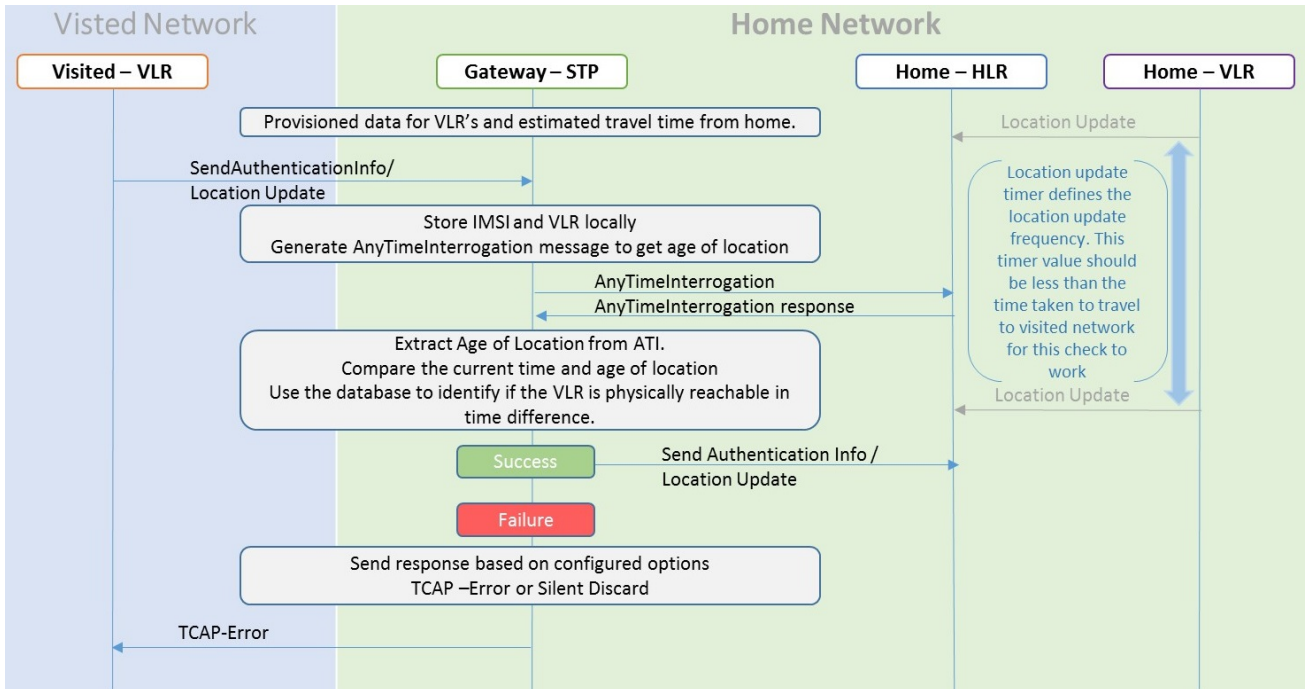 Visted Network
Home Network
Visited – VLR
Gateway – STP
Home – HLR
Home – VLR
Provisioned data for VLR's and estimated travel time from home.
Location Update
SendAuthenticationInfo/
Location Update
Location update
timer defines the
location update
frequency. This
timer value should
be less than the
time taken to travel
to visited network
for this check to
work
Store IMSI and VLR locally
Generate AnyTimeInterrogation message to get age of location
AnyTimeInterrogation
AnyTimeInterrogation response
Extract Age of Location from ATI.
Compare the current time and age of location
Use the database to identify if the VLR is physically reachable in
time difference.
Location Update
Success
Send Authentication Info /
Location Update
Failure
Send response based on configured options
TCAP –Error or Silent Discard
TCAP-Error